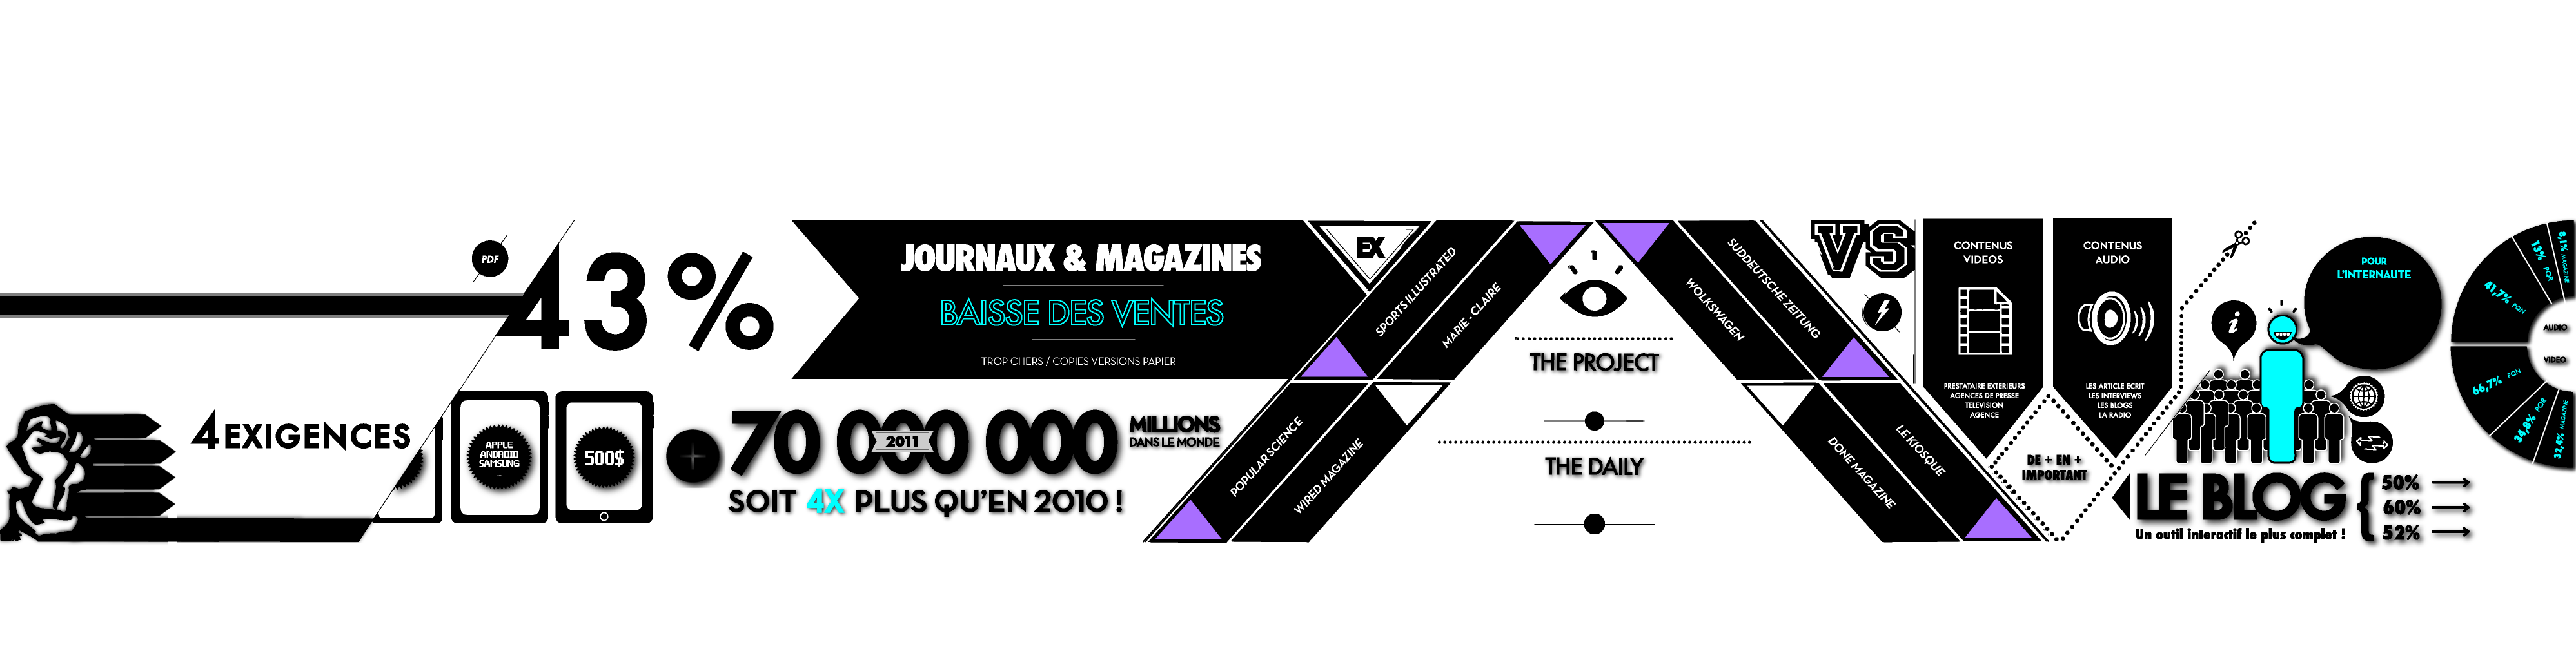 PDF
43%
4 EXIGENCES
APPLE
ANDROID
SAMSUNG
500$
JOURNAUX & MAGAZINES
BAISSE DES VENTES
TROP CHERS / COPIES VERSIONS PAPIER
70 000 000
2011
MILLIONS
DANS LE MONDE
SOIT 4X PLUS QU'EN 2010 !
EX
SPORTS ILLUSTRATED
MARIE - CLAIRE
POPULAR SCIENCE
WIRED MAGAZINE
THE PROJECT
THE DAILY
SUDDEUTSCHE ZEITUNG
WOLKSWAGEN
LE KIOSQUE
DONE MAGAZINE
VS
CONTENUS
VIDEOS
PRESTATAIRE EXTERIEURS
AGENCES DE PRESSE
TELEVISION
AGENCE
CONTENUS
AUDIO
LES ARTICLE ECRIT
LES INTERVIEWS
LES BLOGS
LA RADIO
DE + EN +
IMPORTANT
i
POUR
L'INTERNAUTE
LE BLOG
Un outil interactif le plus complet !
50%
60%
52%
41,7% PQN
13% PQR
8,1% MAGAZINE
AUDIO
VIDEO
66,7% PQN
34,8% PQR
32,4% MAGAZINE